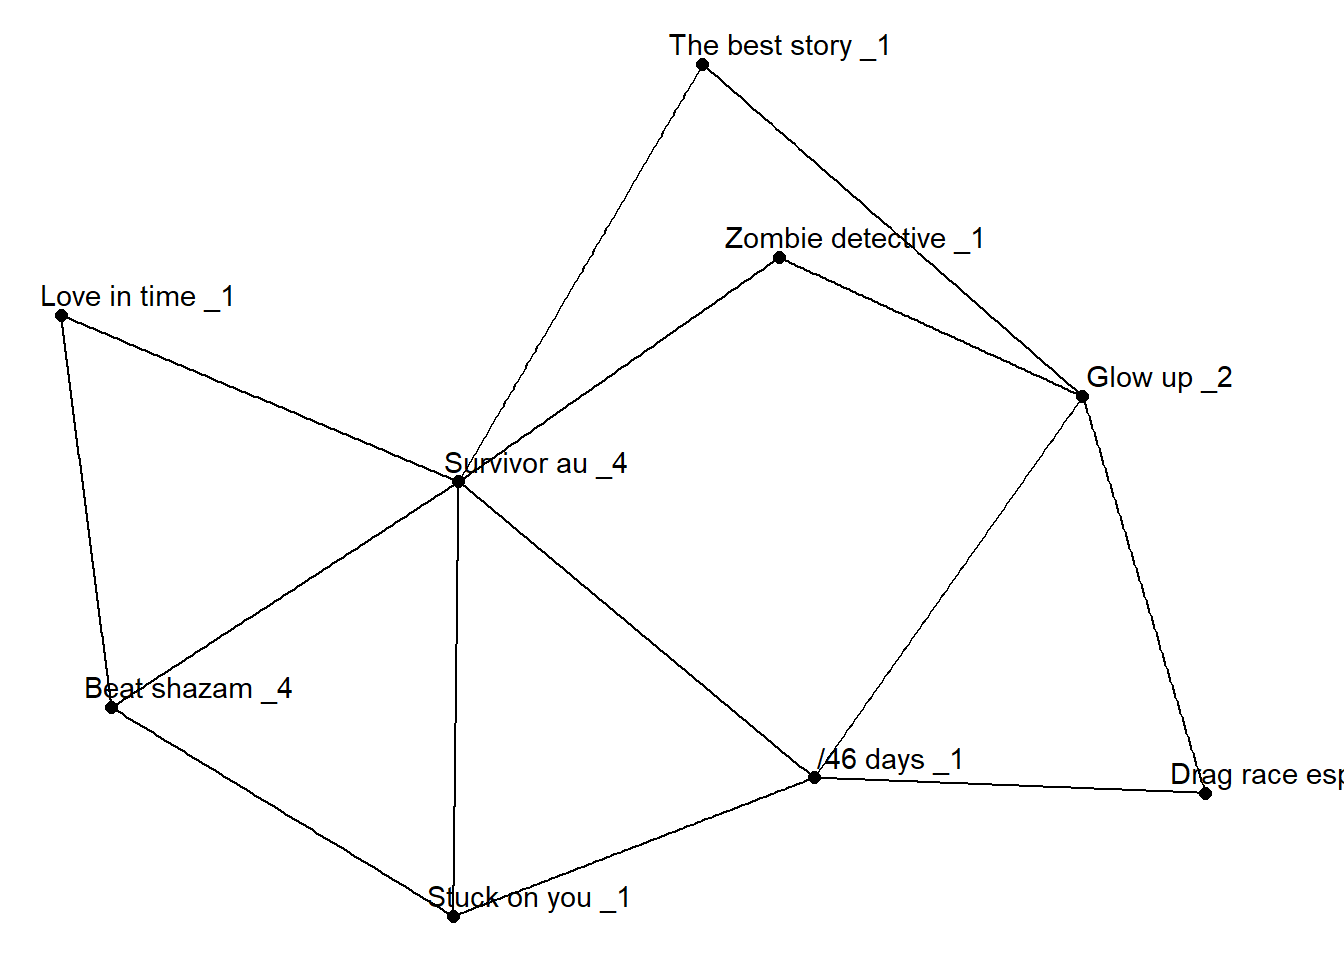 The best story _1
Zombie detective _1
Love in time _1
Glow up _2
Survivor au _4
Beat shazam _4
/46 days _1
Drag race esp
Stuck on you _1